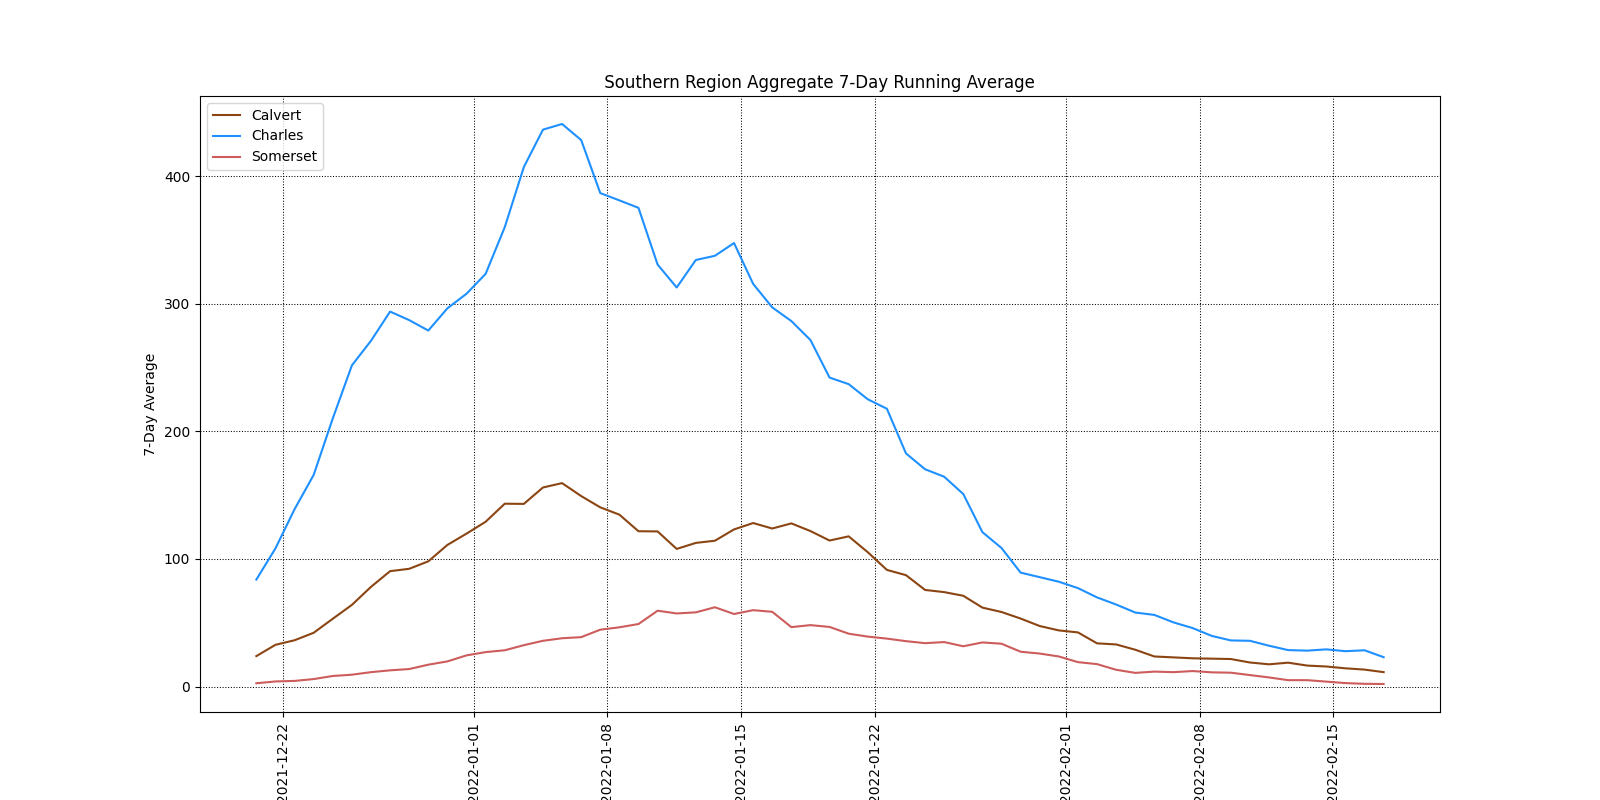 Southern Region Aggregate 7-Day Running Average
Calvert
Charles
Somerset
7-Day Average
400
300
200
100
0
2021-12-22
2022-01-01
2022-01-08
2022-01-15
2022-01-22
2022-02-01
2022-02-08
2022-02-15